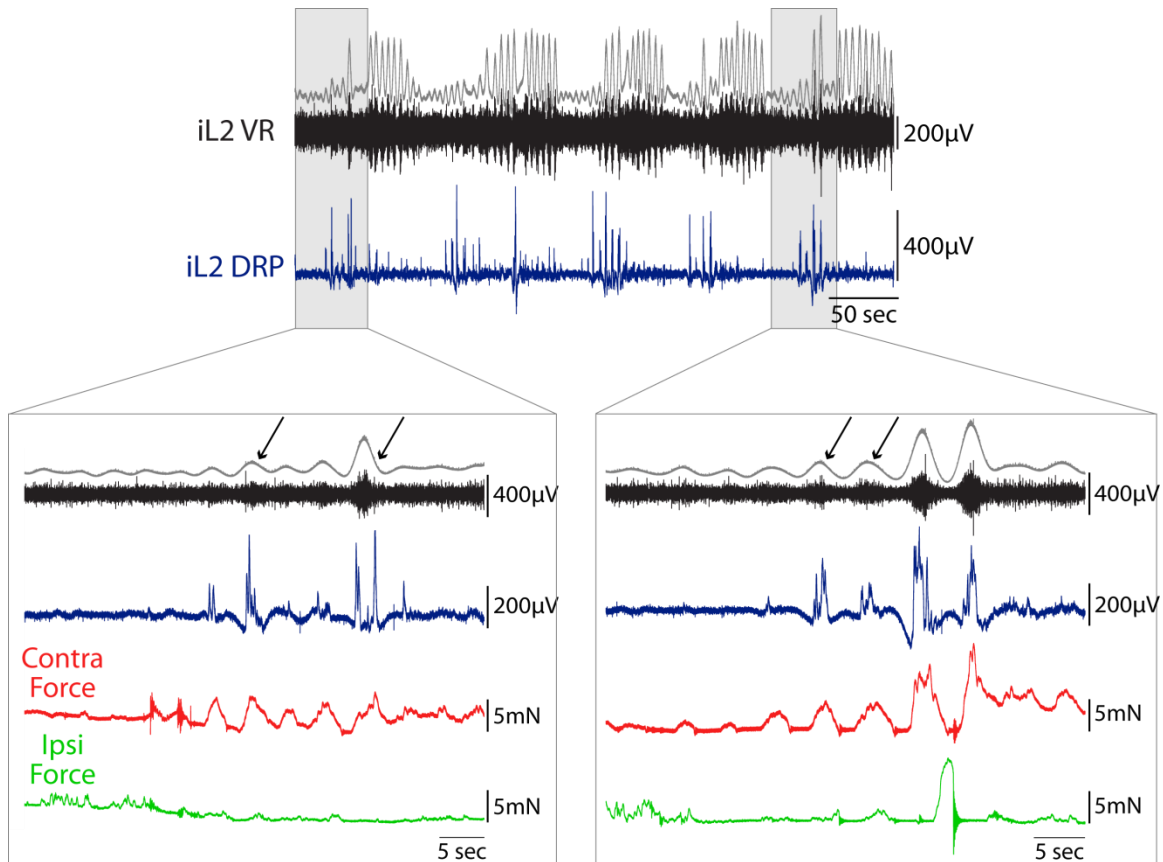 iL2 VR
200μV
iL2 DRP
400μV
50 sec
400μV
200μV
Contra
Force
5mN
Ipsi
Force
5mN
5 sec
400μV
200μV
5mN
5mN
5 sec